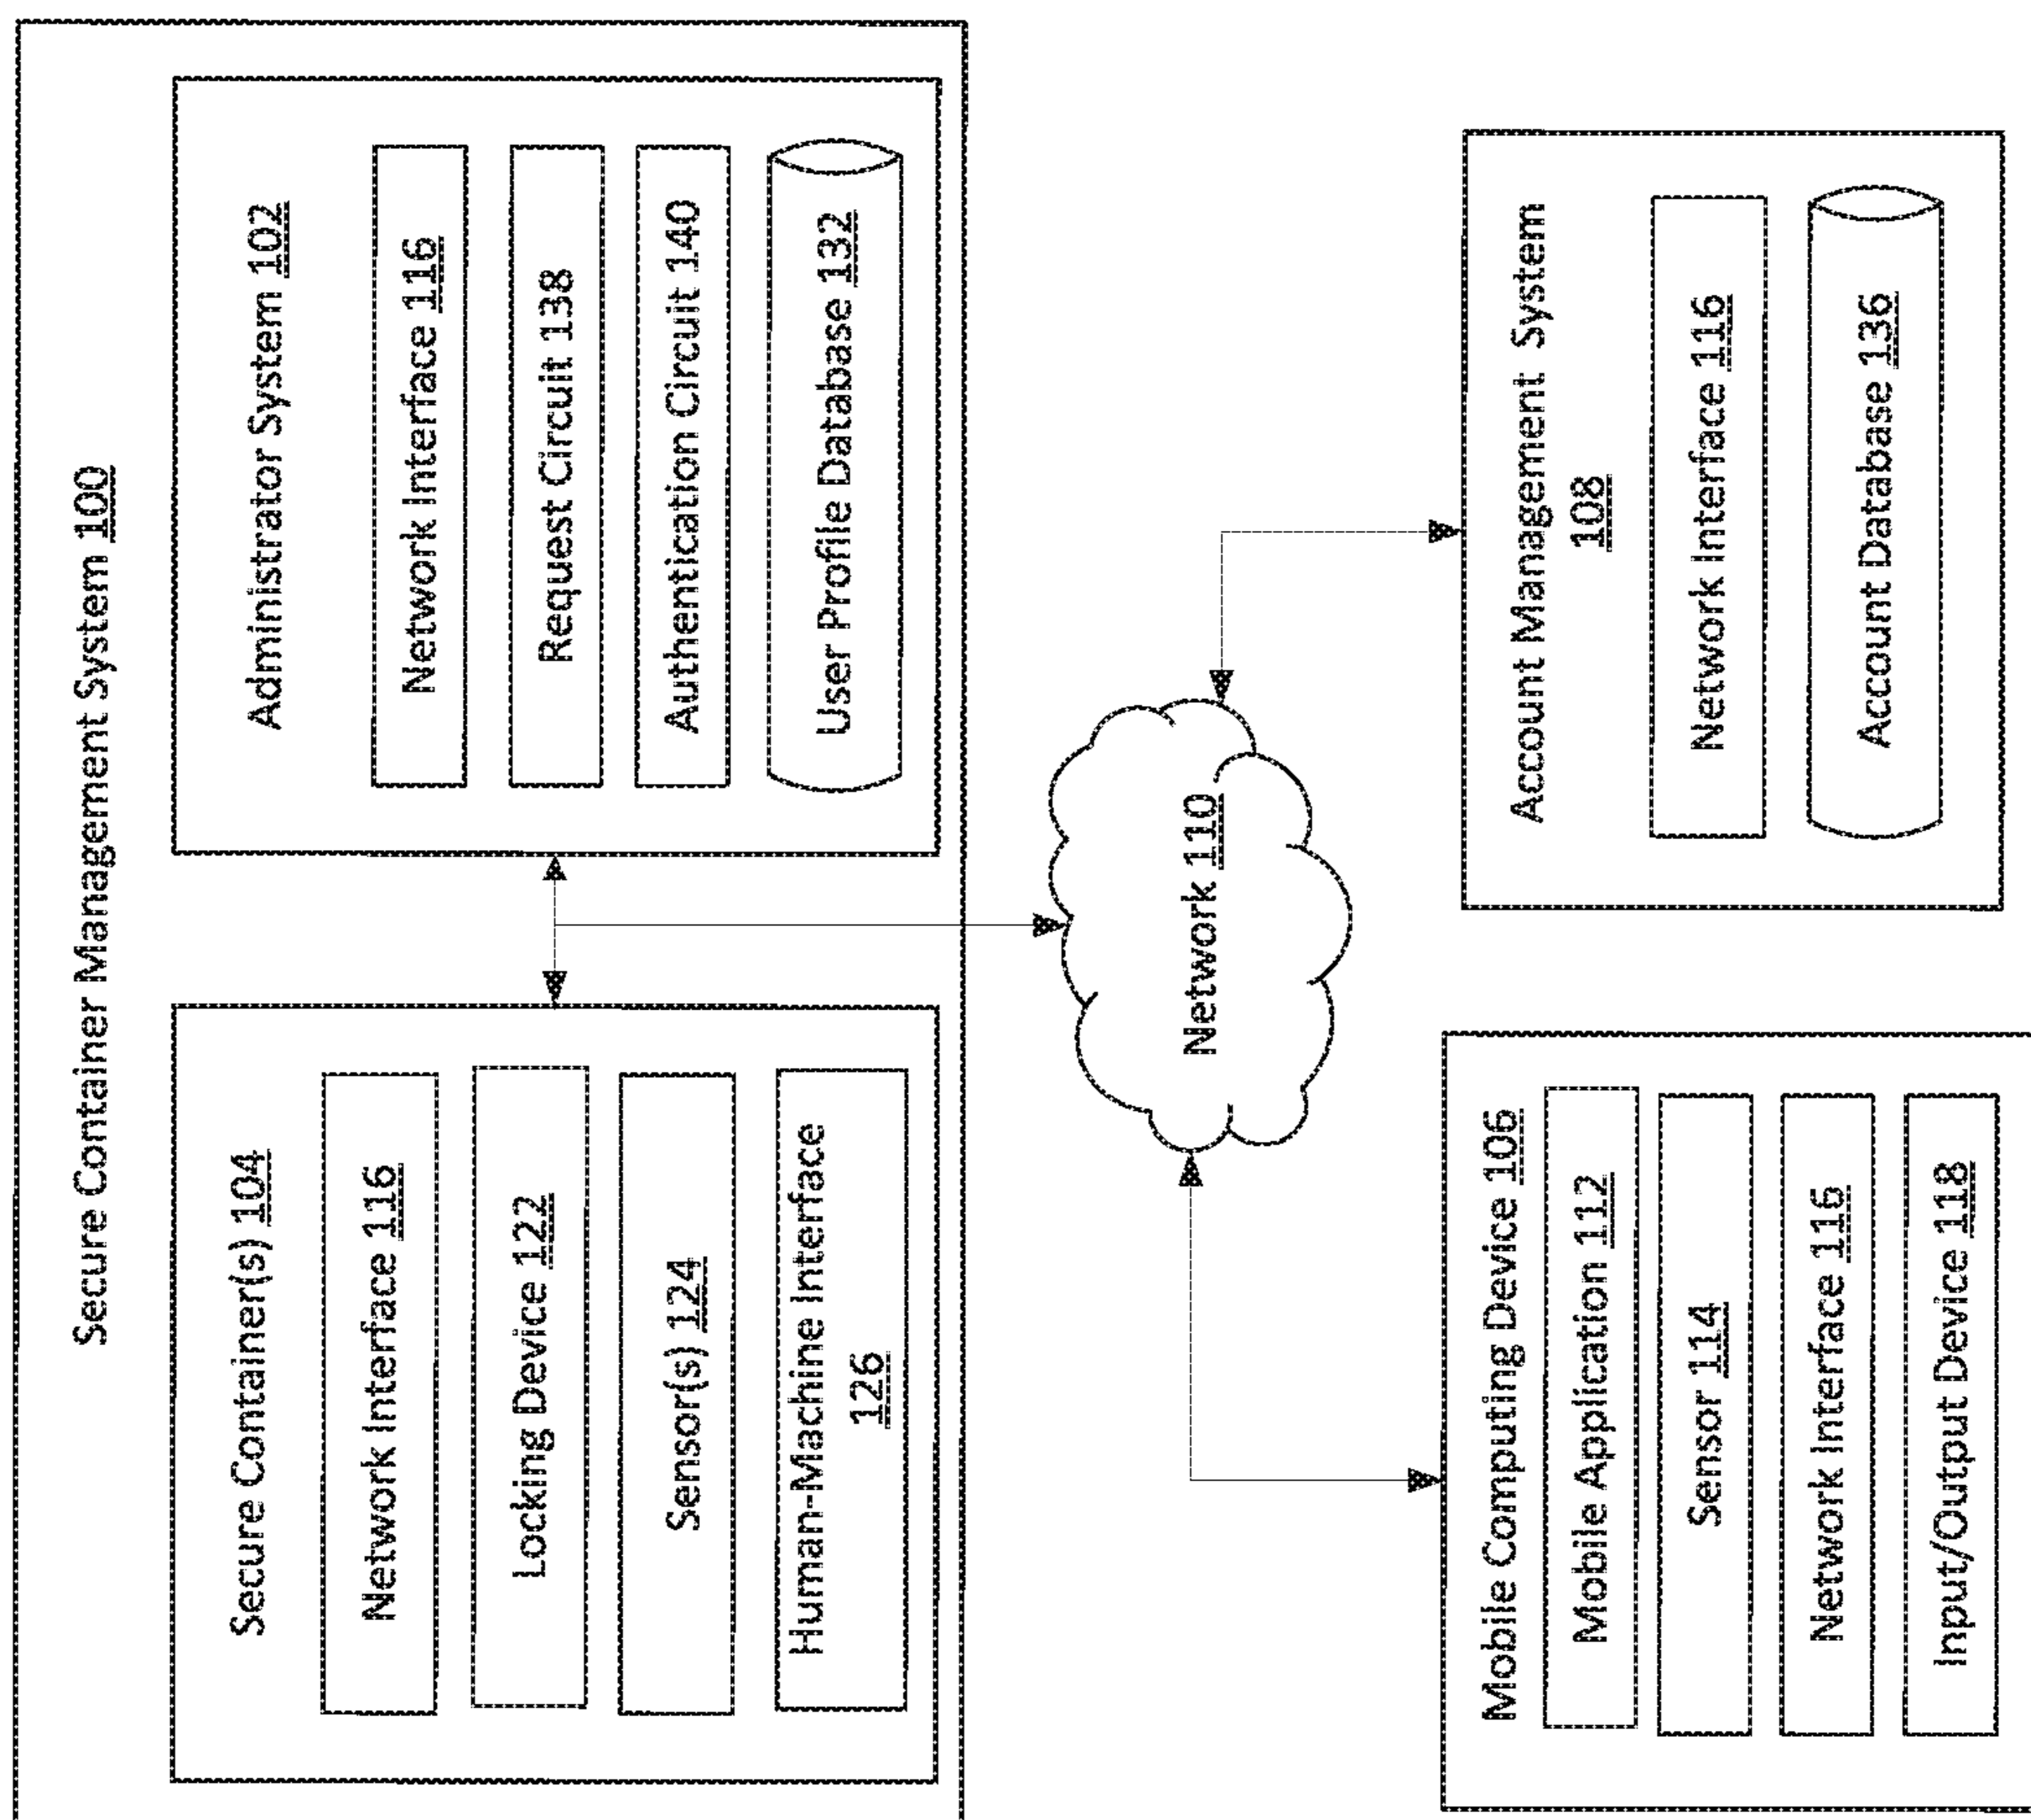 Secure Container Management System 100
Secure Container(s) 104
Network Interface 116
Locking Device 122
Sensor(s) 124
Human-Machine Interface
126
Administrator System 102
Network Interface 116
Request Circuit 138
Authentication Circuit 140
User Profile Database 132
Network 110
Mobile Computing Device 106
Mobile Application 112
Sensor 114
Network Interface 116
Input/Output Device 118
Account Management System
108
Network Interface 116
Account Database 136